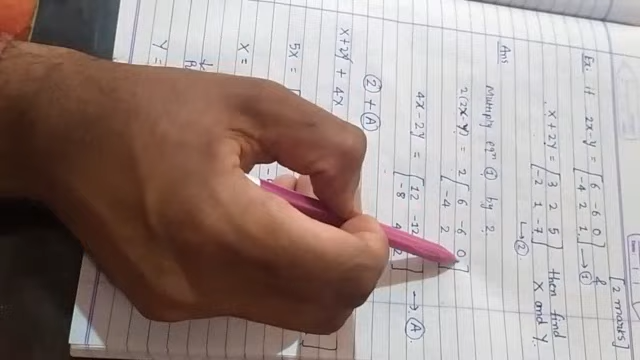 [2 marks]
Ex. If 2x-y = [ 6 -6 0 &
-4 2 1 ] → ①
x+2y = [ 3 2 5 then find
-2 1 -7 ] → ② X and Y.
Ans
Multiply eqⁿ ① by 2.
2(2x-y) = 2 [ 6 -6 0
-4 2 ]
4x-2y = [ 12 -12
-8 ] → Ⓐ
② + Ⓐ
x+2y + 4x
5x =
x =
Y =